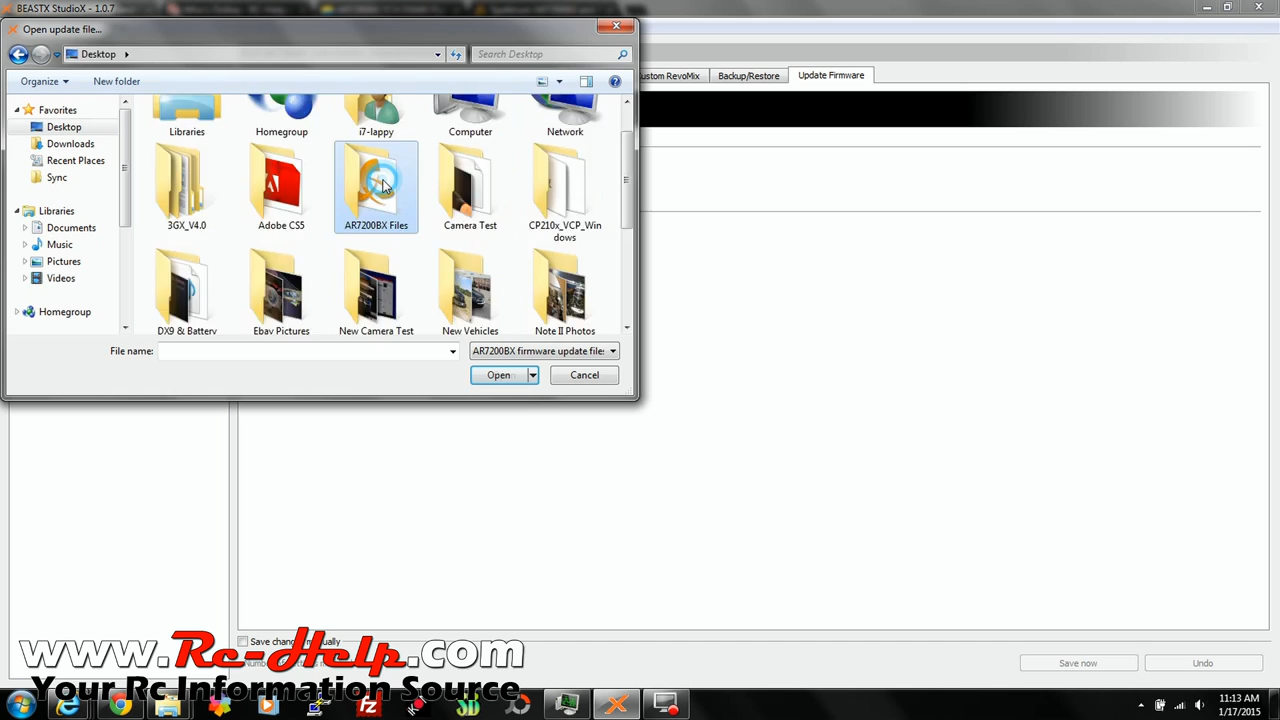 BEASTX StudioX - 1.0.7
Open update file...
Desktop
Search Desktop
Organize
New folder
Custom RevoMix
Backup/Restore
Update Firmware
Favorites
Desktop
Downloads
Recent Places
Sync
Libraries
Documents
Music
Pictures
Videos
Homegroup
Libraries
Homegroup
i7-lappy
Computer
Network
3GX_V4.0
Adobe CS5
AR7200BX Files
Camera Test
CP210x_VCP_Win
dows
DX9 & Battery
Ebay Pictures
New Camera Test
New Vehicles
Note II Photos
File name:
AR7200BX firmware update file:
Open
Cancel
Save changes manually
Save now
Undo
www.Rc-Help.com
Your Rc Information Source
11:13 AM
1/17/2015